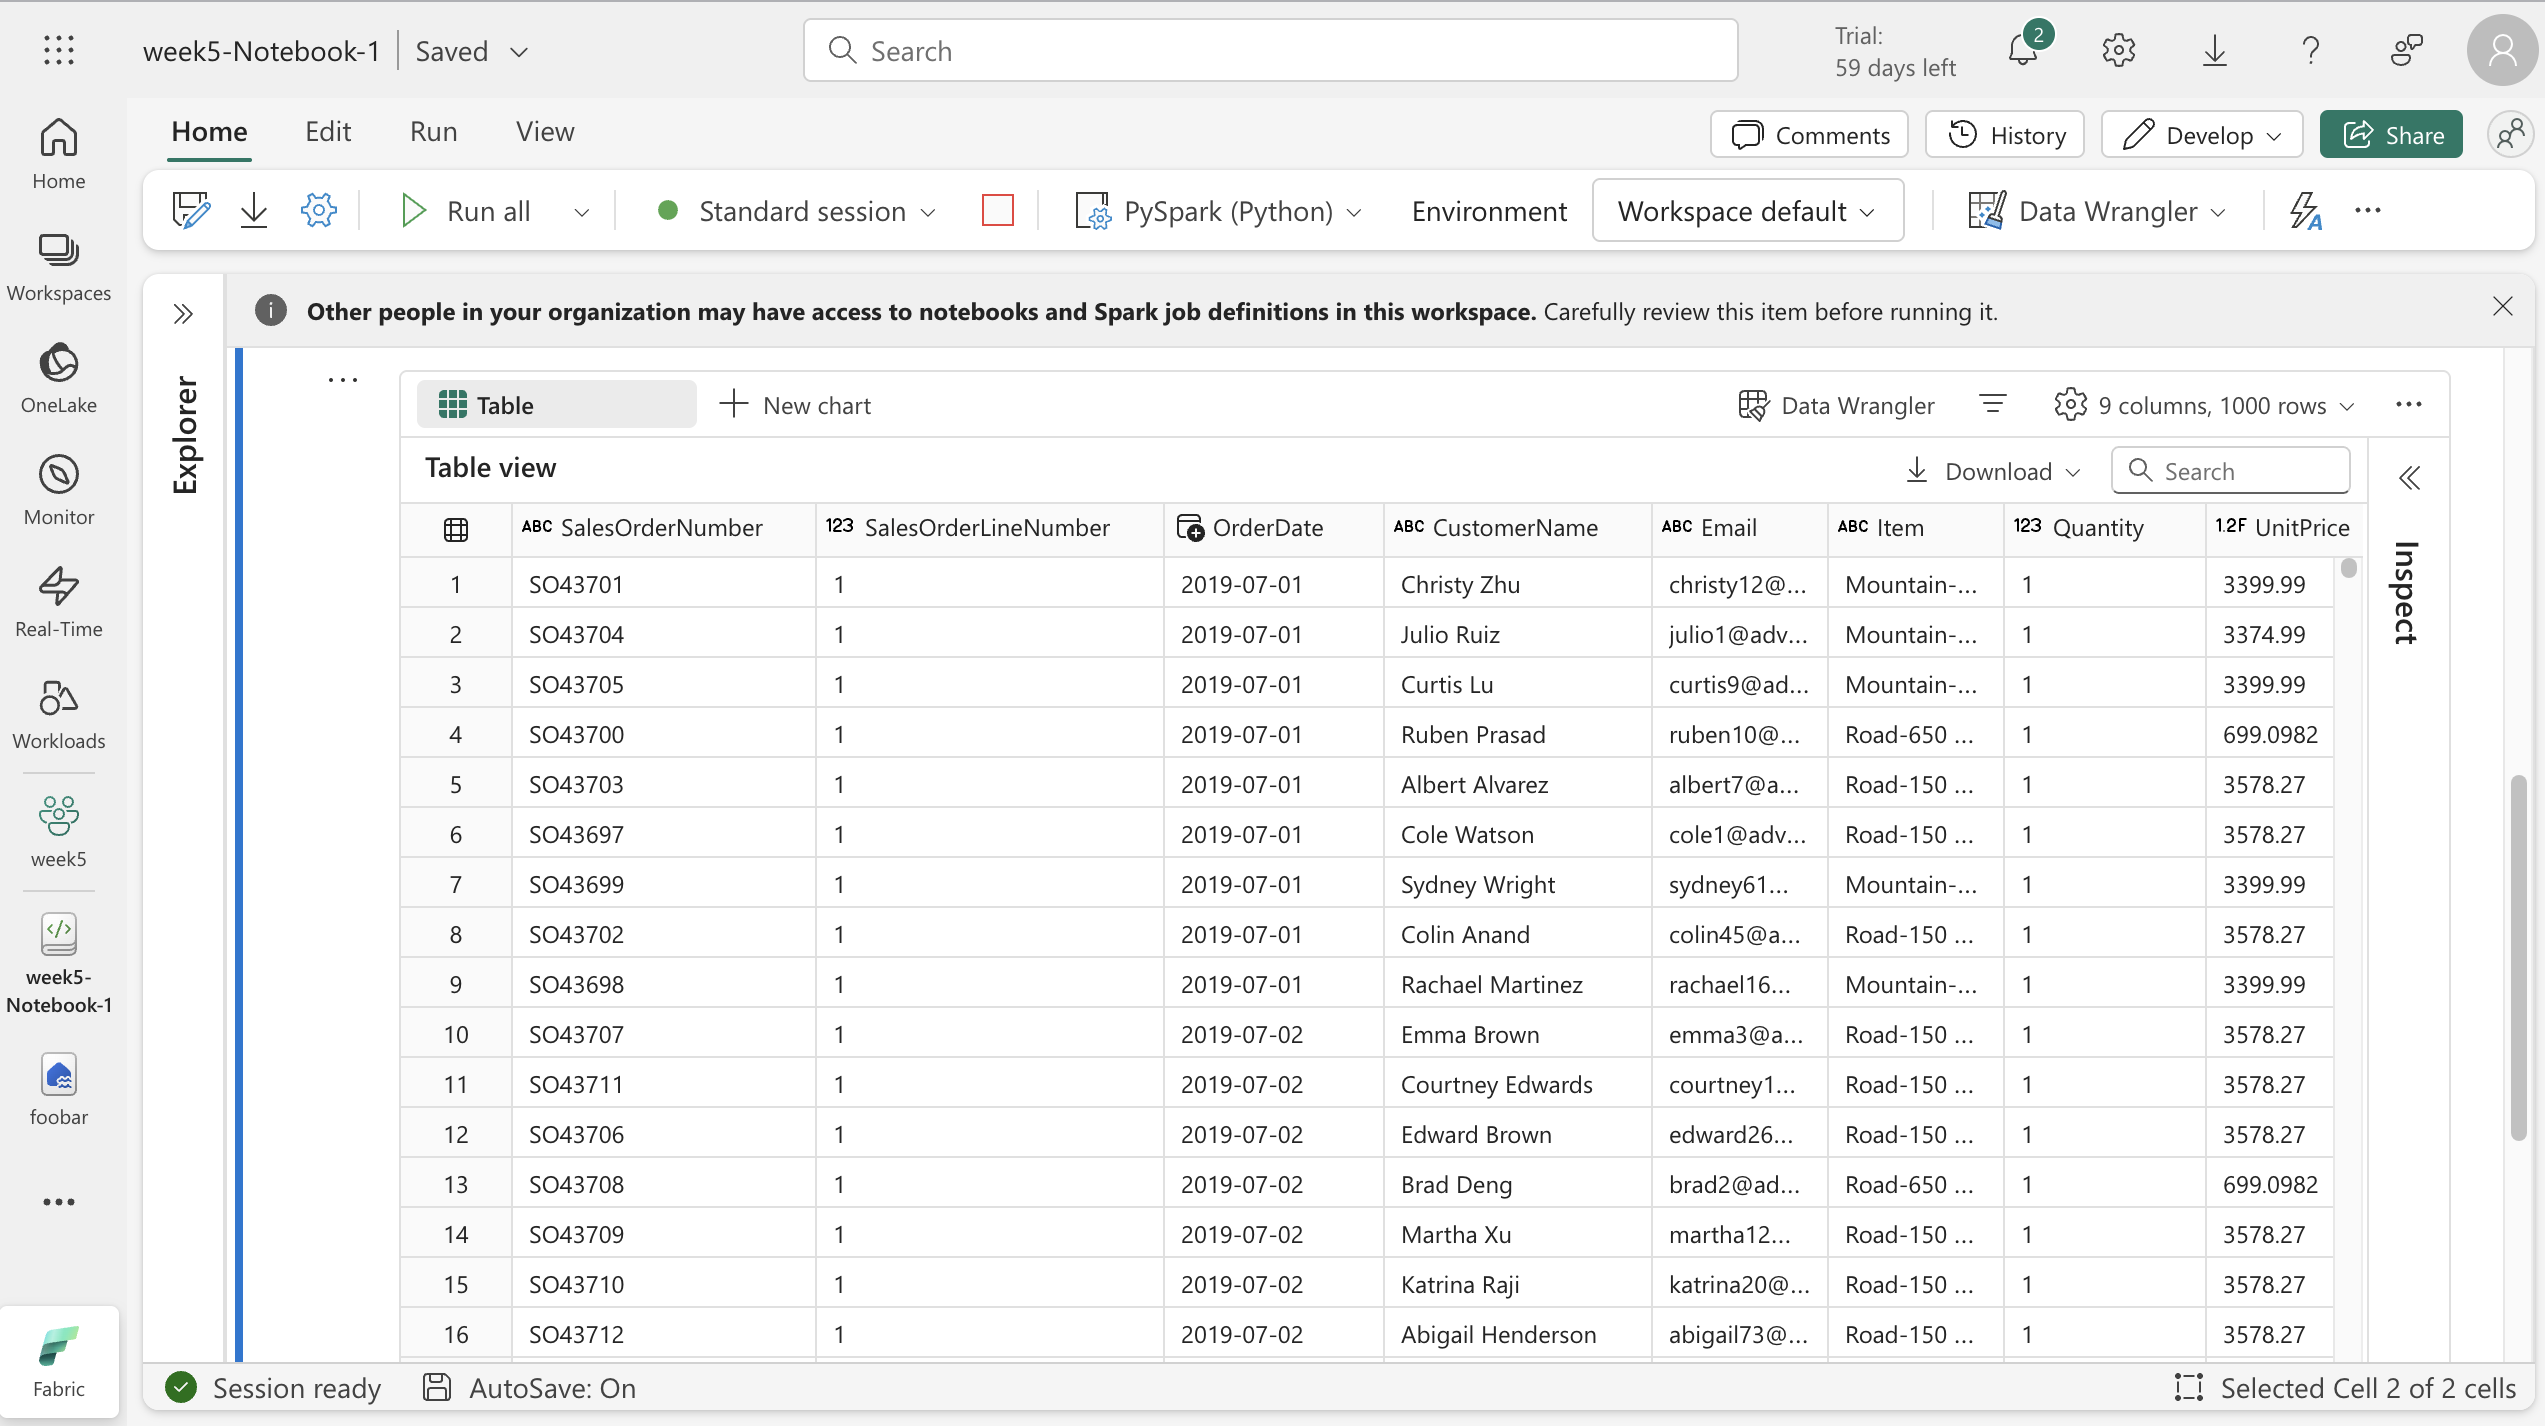 week5-Notebook-1 | Saved
Search
Trial:
59 days left
2
Home
Edit
Run
View
Comments
History
Develop
Share
Run all
Standard session
PySpark (Python)
Environment
Workspace default
Data Wrangler
Home
Workspaces
OneLake
Monitor
Real-Time
Workloads
week5
week5-
Notebook-1
foobar
Fabric
Explorer
Other people in your organization may have access to notebooks and Spark job definitions in this workspace. Carefully review this item before running it.
Table
New chart
Data Wrangler
9 columns, 1000 rows
Table view
Download
Search
Inspect
ABC SalesOrderNumber 123 SalesOrderLineNumber OrderDate ABC CustomerName ABC Email ABC Item 123 Quantity 1.2F UnitPrice
1 SO43701 1 2019-07-01 Christy Zhu christy12@... Mountain-... 1 3399.99
2 SO43704 1 2019-07-01 Julio Ruiz julio1@adv... Mountain-... 1 3374.99
3 SO43705 1 2019-07-01 Curtis Lu curtis9@ad... Mountain-... 1 3399.99
4 SO43700 1 2019-07-01 Ruben Prasad ruben10@... Road-650 ... 1 699.0982
5 SO43703 1 2019-07-01 Albert Alvarez albert7@a... Road-150 ... 1 3578.27
6 SO43697 1 2019-07-01 Cole Watson cole1@adv... Road-150 ... 1 3578.27
7 SO43699 1 2019-07-01 Sydney Wright sydney61... Mountain-... 1 3399.99
8 SO43702 1 2019-07-01 Colin Anand colin45@a... Road-150 ... 1 3578.27
9 SO43698 1 2019-07-01 Rachael Martinez rachael16... Mountain-... 1 3399.99
10 SO43707 1 2019-07-02 Emma Brown emma3@a... Road-150 ... 1 3578.27
11 SO43711 1 2019-07-02 Courtney Edwards courtney1... Road-150 ... 1 3578.27
12 SO43706 1 2019-07-02 Edward Brown edward26... Road-150 ... 1 3578.27
13 SO43708 1 2019-07-02 Brad Deng brad2@ad... Road-650 ... 1 699.0982
14 SO43709 1 2019-07-02 Martha Xu martha12... Road-150 ... 1 3578.27
15 SO43710 1 2019-07-02 Katrina Raji katrina20@... Road-150 ... 1 3578.27
16 SO43712 1 2019-07-02 Abigail Henderson abigail73@... Road-150 ... 1 3578.27
Session ready
AutoSave: On
Selected Cell 2 of 2 cells